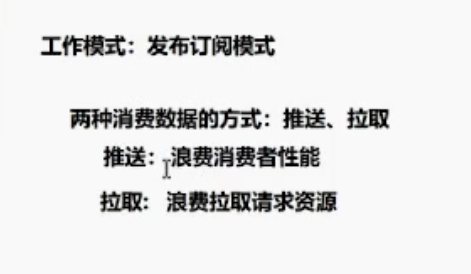 工作模式：发布订阅模式
两种消费数据的方式：推送、拉取
推送：浪费消费者性能
拉取：浪费拉取请求资源